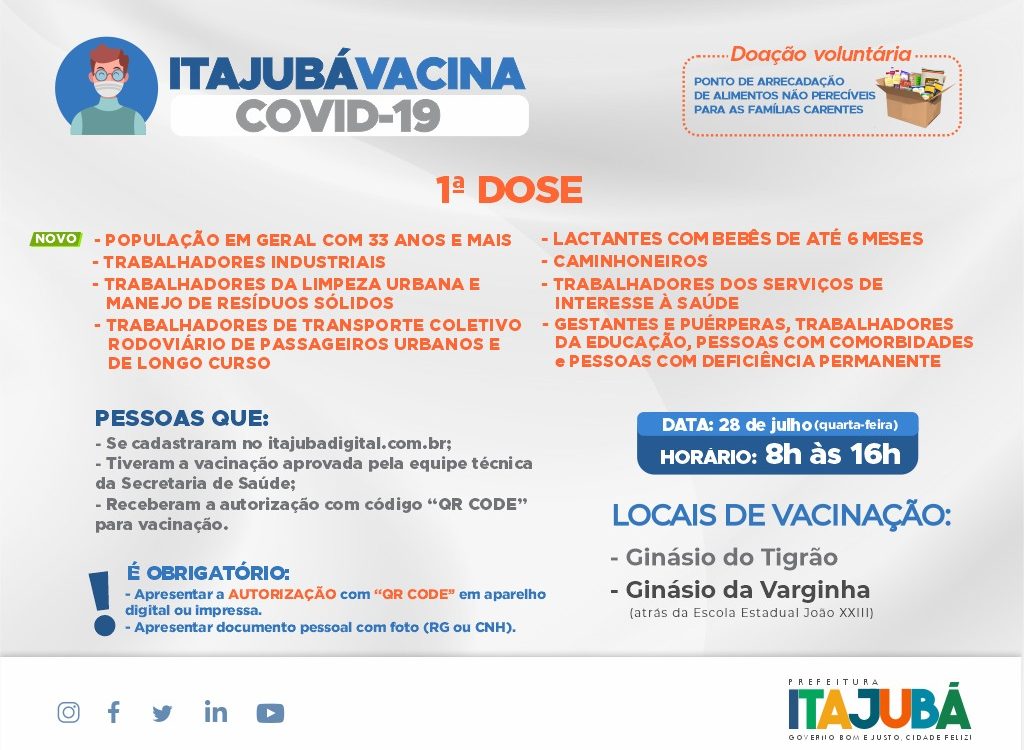 ITAJUBÁVACINA
COVID-19
Doação voluntária
PONTO DE ARRECADAÇÃO
DE ALIMENTOS NÃO PERECÍVEIS
PARA AS FAMÍLIAS CARENTES
1ª DOSE
NOVO
- POPULAÇÃO EM GERAL COM 33 ANOS E MAIS
- TRABALHADORES INDUSTRIAIS
- TRABALHADORES DA LIMPEZA URBANA E
MANEJO DE RESÍDUOS SÓLIDOS
- TRABALHADORES DE TRANSPORTE COLETIVO
RODOVIÁRIO DE PASSAGEIROS URBANOS E
DE LONGO CURSO
- LACTANTES COM BEBÊS DE ATÉ 6 MESES
- CAMINHONEIROS
- TRABALHADORES DOS SERVIÇOS DE
INTERESSE À SAÚDE
- GESTANTES E PUÉRPERAS, TRABALHADORES
DA EDUCAÇÃO, PESSOAS COM COMORBIDADES
e PESSOAS COM DEFICIÊNCIA PERMANENTE
PESSOAS QUE:
- Se cadastraram no itajubadigital.com.br;
- Tiveram a vacinação aprovada pela equipe técnica
da Secretaria de Saúde;
- Receberam a autorização com código “QR CODE”
para vacinação.
É OBRIGATÓRIO:
- Apresentar a AUTORIZAÇÃO com “QR CODE” em aparelho
digital ou impressa.
- Apresentar documento pessoal com foto (RG ou CNH).
DATA: 28 de julho (quarta-feira)
HORÁRIO: 8h às 16h
LOCAIS DE VACINAÇÃO:
- Ginásio do Tigrão
- Ginásio da Varginha
(atrás da Escola Estadual João XXIII)
PREFEITURA
ITAJUBÁ
GOVERNO BOM E JUSTO, CIDADE FELIZ!